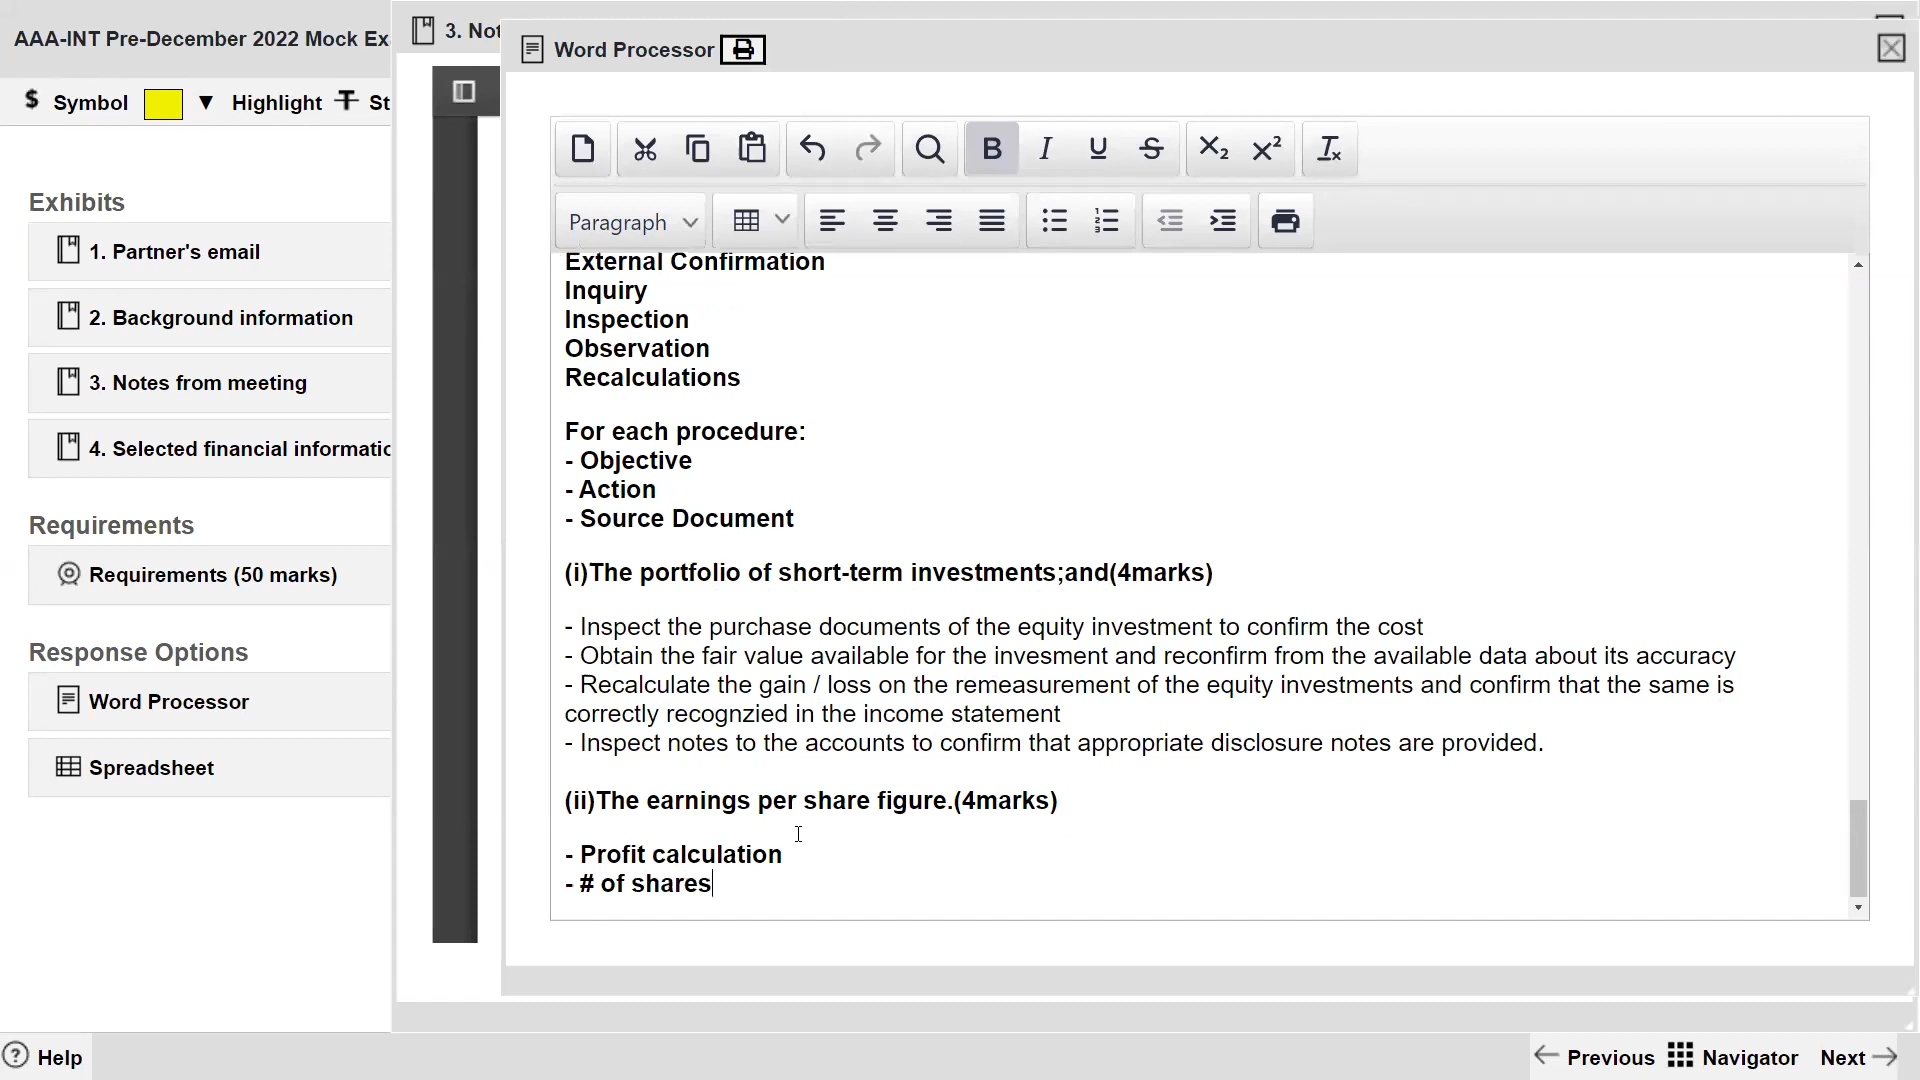 AAA-INT Pre-December 2022 Mock Ex
3. Not
Word Processor
Symbol
Highlight
St
Paragraph
Exhibits
1. Partner's email
2. Background information
3. Notes from meeting
4. Selected financial informatic
Requirements
Requirements (50 marks)
Response Options
Word Processor
Spreadsheet
External Confirmation
Inquiry
Inspection
Observation
Recalculations
For each procedure:
- Objective
- Action
- Source Document
(i)The portfolio of short-term investments;and(4marks)
- Inspect the purchase documents of the equity investment to confirm the cost
- Obtain the fair value available for the invesment and reconfirm from the available data about its accuracy
- Recalculate the gain / loss on the remeasurement of the equity investments and confirm that the same is
correctly recognzied in the income statement
- Inspect notes to the accounts to confirm that appropriate disclosure notes are provided.
(ii)The earnings per share figure.(4marks)
- Profit calculation
- # of shares
Help
Previous
Navigator
Next